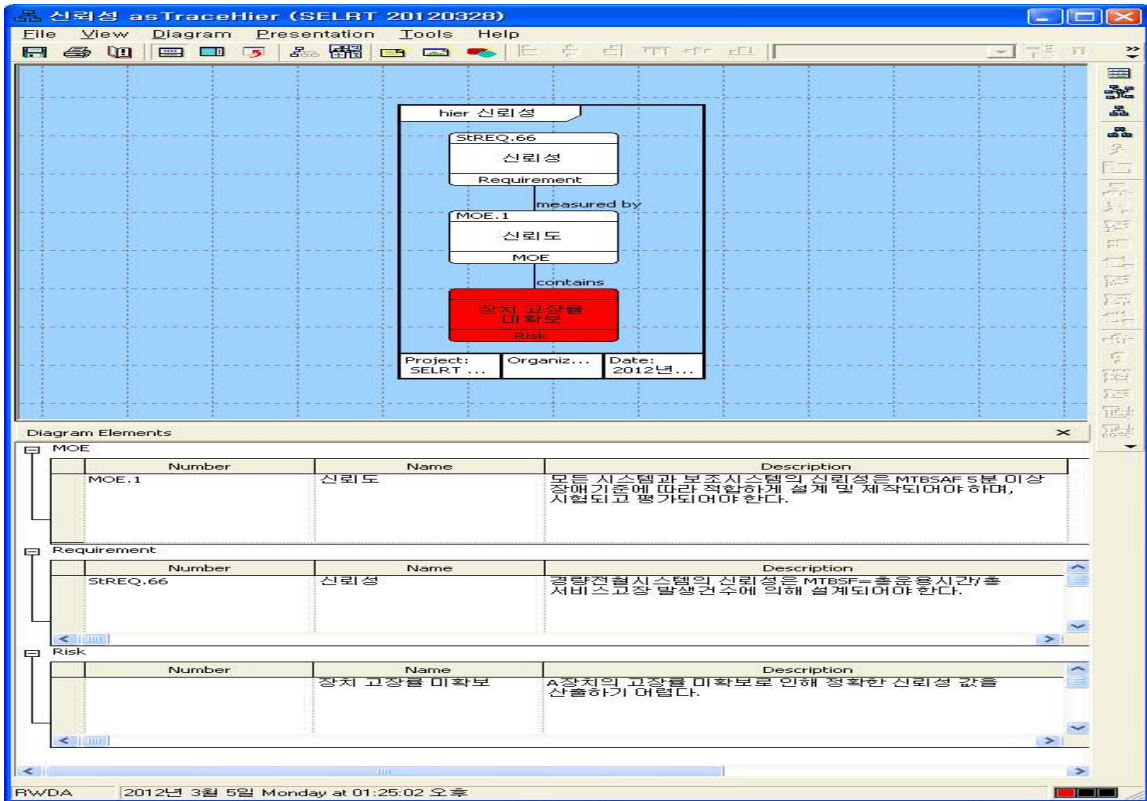 신뢰성 asTraceHier (SELRT 20120328)
File View Diagram Presentation Tools Help
hier 신뢰성
StREQ.66
신뢰성
Requirement
measured by
MOE.1
신뢰도
MOE
contains
장치 고장률
미확보
Risk
Project: Organiz... Date:
SELRT ... 2012년...
Diagram Elements
MOE
Number Name Description
MOE.1 신뢰도 모든 시스템과 보조시스템의 신뢰성은 MTBSAF 5분 이상
장애기준에 따라 적합하게 설계 및 제작되어야 하며,
시험되고 평가되어야 한다.
Requirement
Number Name Description
StREQ.66 신뢰성 경량전철시스템의 신뢰성은 MTBSF=총운용시간/총
서비스고장 발생건수에 의해 설계되어야 한다.
Risk
Number Name Description
장치 고장률 미확보 A장치의 고장률 미확보로 인해 정확한 신뢰성 값을
산출하기 어렵다.
RWDA 2012년 3월 5일 Monday at 01:25:02 오후